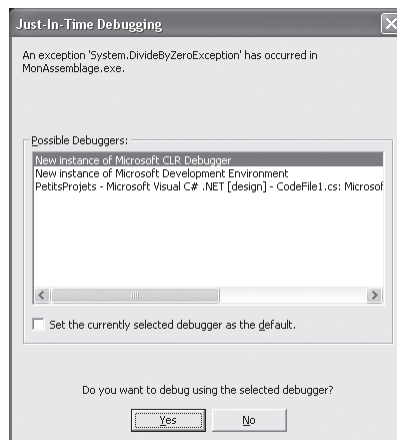 Just-In-Time Debugging
An exception 'System.DivideByZeroException' has occurred in
MonAssemblage.exe.
Possible Debuggers:
New instance of Microsoft CLR Debugger
New instance of Microsoft Development Environment
PetitsProjets - Microsoft Visual C# .NET [design] - CodeFile1.cs: Microsof
Set the currently selected debugger as the default.
Do you want to debug using the selected debugger?
Yes
No